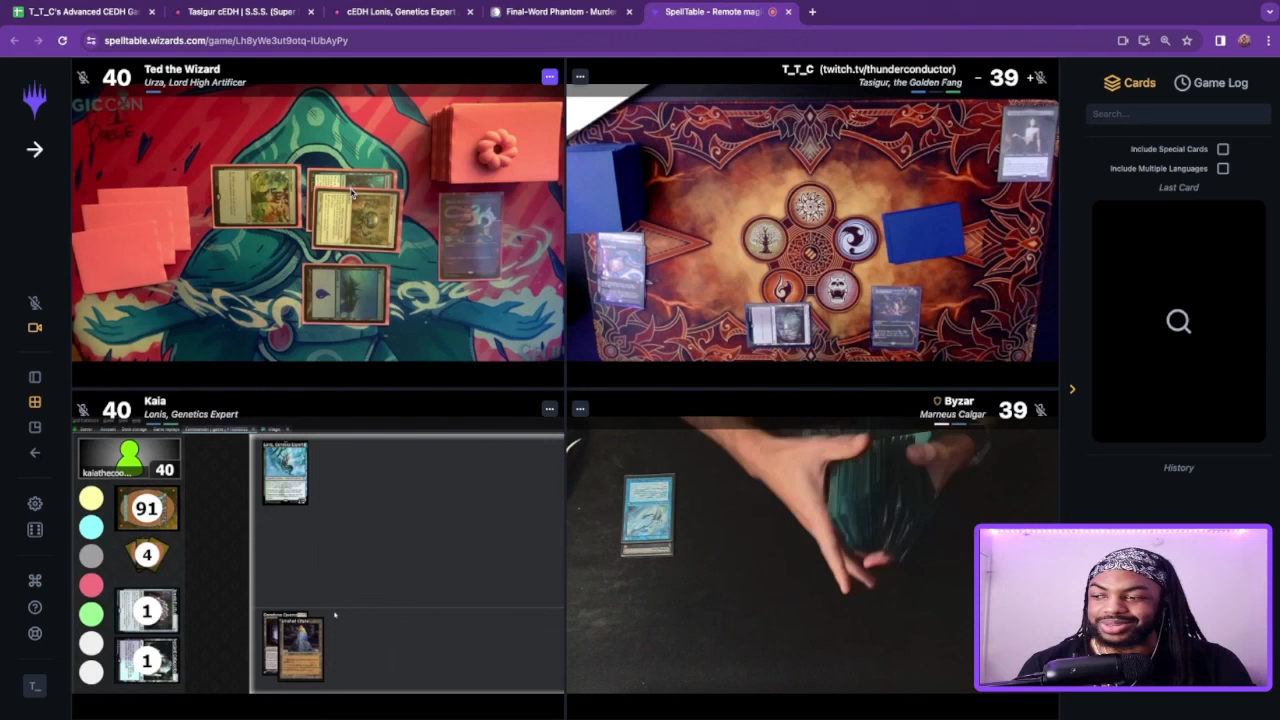 T_T_C's Advanced CEDH Ga
Tasigur cEDH | S.S.S. (Super
cEDH Lonis, Genetics Expert
Final-Word Phantom · Murder
SpellTable - Remote mag
spelltable.wizards.com/game/Lh8yWe3ut9otq-IUbAyPy
40
Ted the Wizard
Urza, Lord High Artificer
T_T_C (twitch.tv/thunderconductor)
Tasigur, the Golden Fang
- 39 +
Cards
Game Log
Search...
Include Special Cards
Include Multiple Languages
Last Card
History
40
Kaia
Lonis, Genetics Expert
Byzar
Marneus Calgar
39
kaiathecoo...
40
91
4
1
1
T_